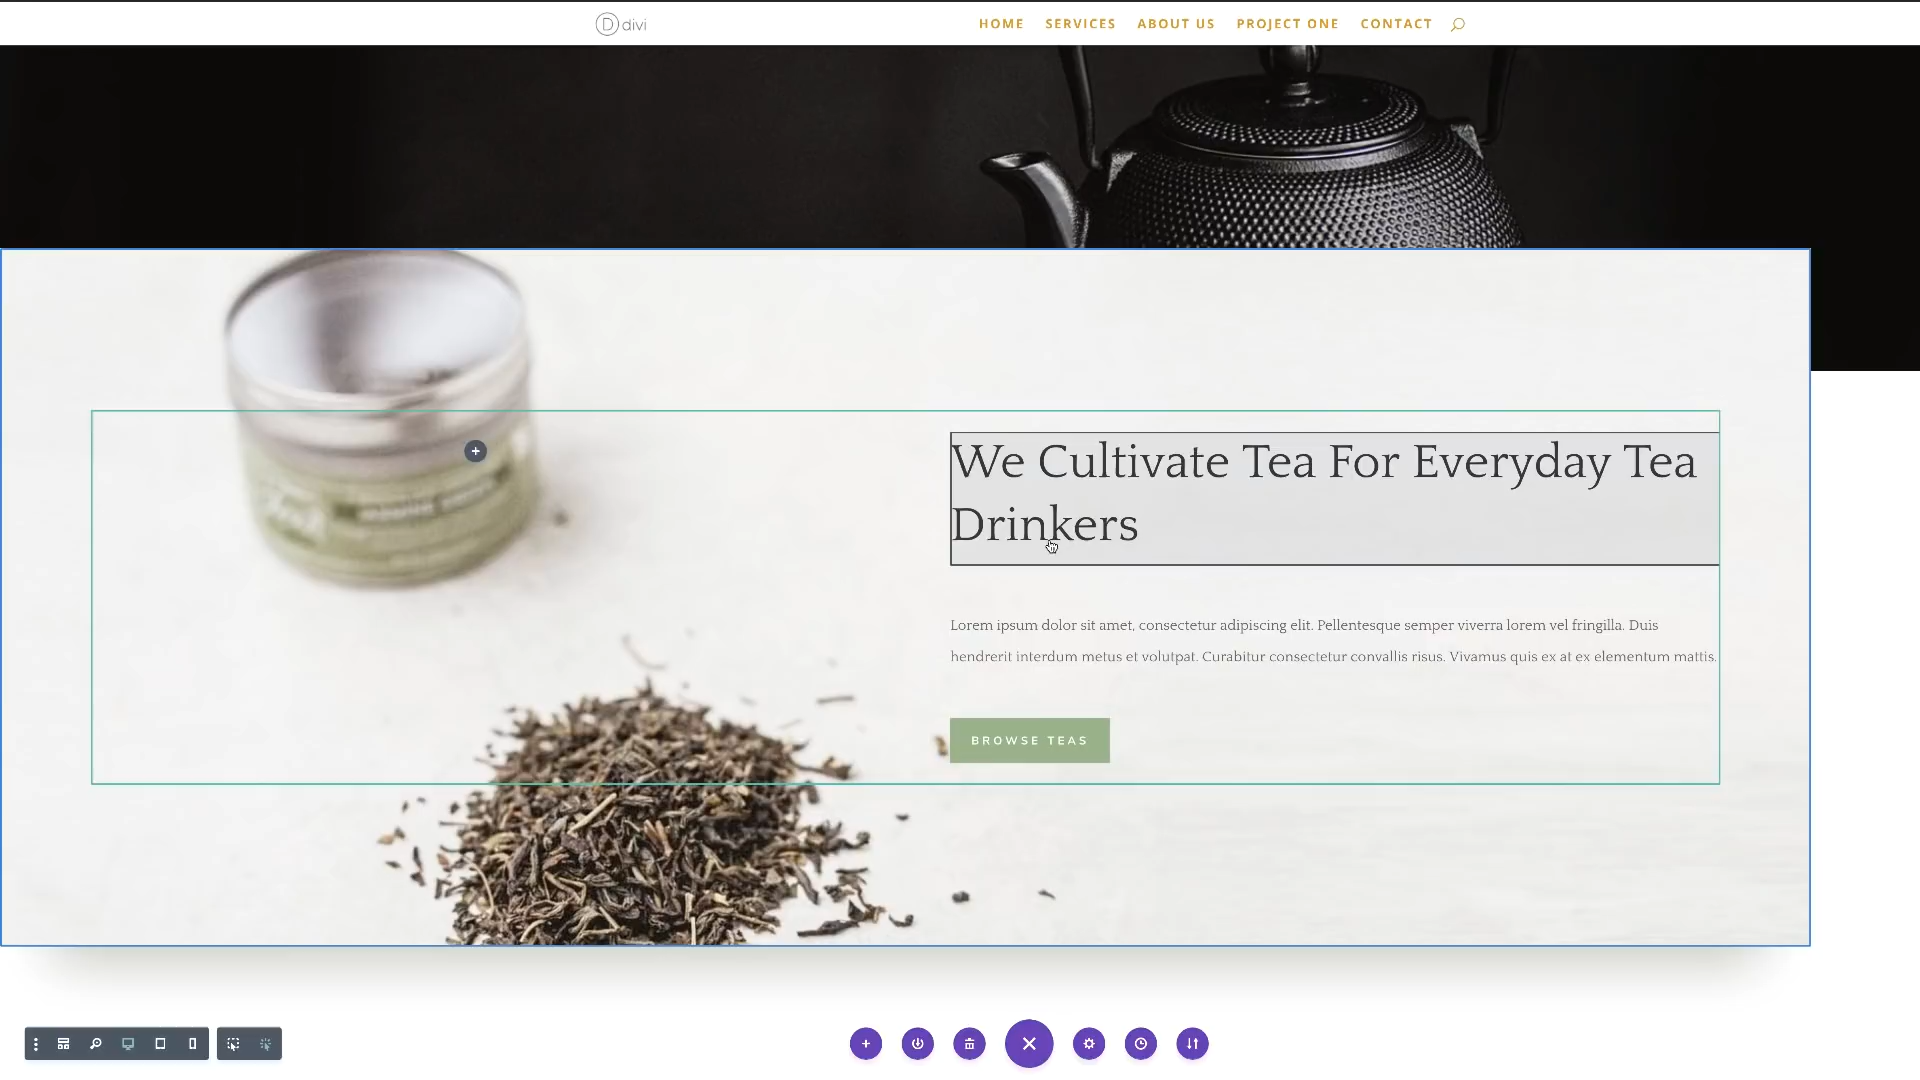 divi
HOME SERVICES ABOUT US PROJECT ONE CONTACT
We Cultivate Tea For Everyday Tea
Drinkers
Lorem ipsum dolor sit amet, consectetur adipiscing elit. Pellentesque semper viverra lorem vel fringilla. Duis
hendrerit interdum metus et volutpat. Curabitur consectetur convallis risus. Vivamus quis ex at ex elementum mattis.
BROWSE TEAS